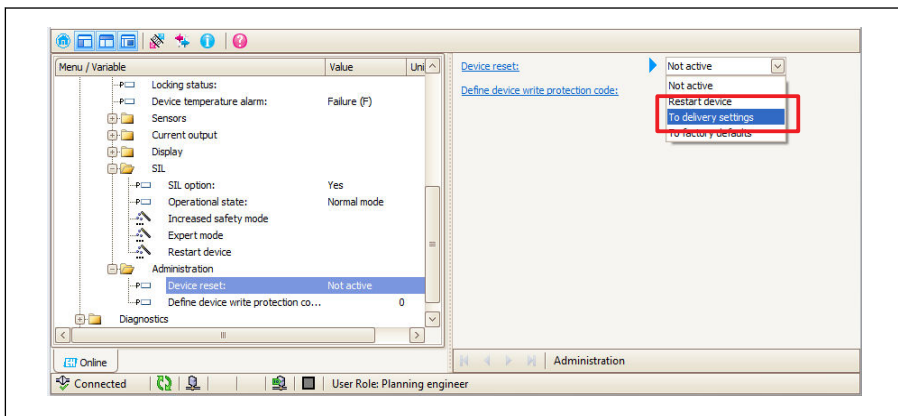 Menu / Variable Value Uni
Locking status:
Device temperature alarm: Failure (F)
Sensors
Current output
Display
SIL
SIL option: Yes
Operational state: Normal mode
Increased safety mode
Expert mode
Restart device
Administration
Device reset: Not active
Define device write protection co... 0
Diagnostics
Online
Device reset: Not active
Define device write protection code:
Not active
Restart device
To delivery settings
To factory defaults
Administration
Connected User Role: Planning engineer